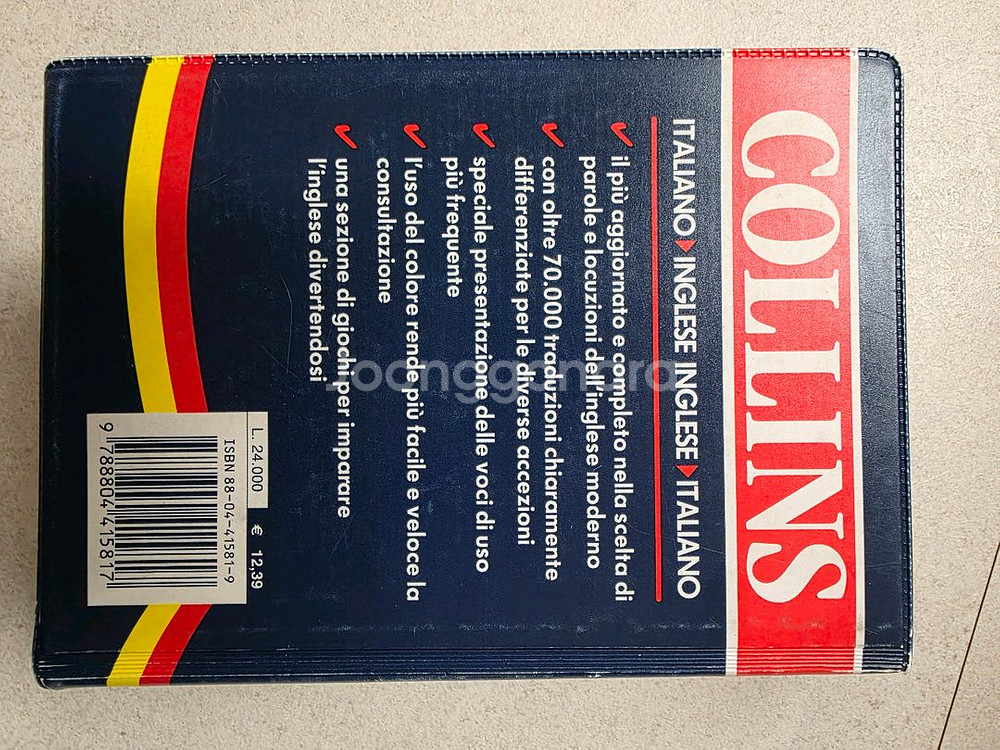 COLLINS
ITALIANO INGLESE INGLESE ITALIANO
il più aggiornato e completo nella scelta di
parole e locuzioni dell'inglese moderno
con oltre 70.000 traduzioni chiaramente
differenziate per le diverse accezioni
speciale presentazione delle voci di uso
più frequente
l'uso del colore rende più facile e veloce la
consultazione
una sezione di giochi per imparare
l'inglese divertendosi
L. 24.000 € 12,39
ISBN 88-04-41581-9
9 788804 415817